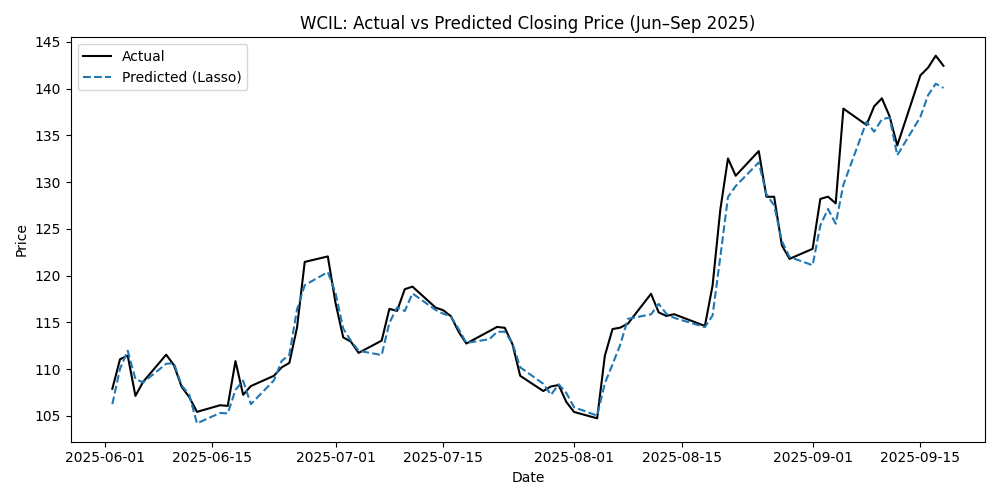 WCIL: Actual vs Predicted Closing Price (Jun–Sep 2025)
Actual
Predicted (Lasso)
145
140
135
130
125
120
115
110
105
Price
2025-06-01 2025-06-15 2025-07-01 2025-07-15 2025-08-01 2025-08-15 2025-09-01 2025-09-15
Date